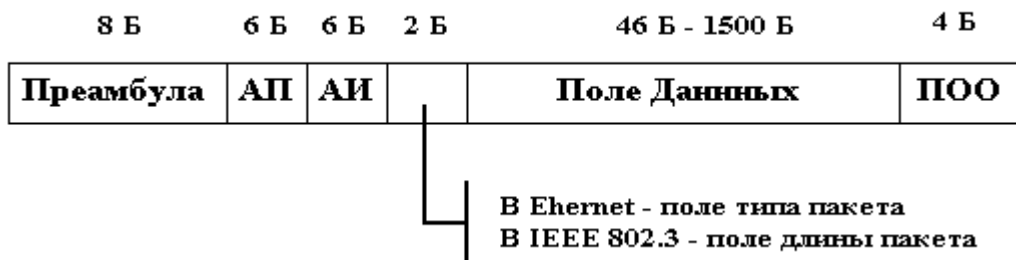 8 Б 6 Б 6 Б 2 Б 46 Б - 1500 Б 4 Б
Преамбула АП АИ Поле Даннных ПОО
В Ehernet - поле типа пакета
В IEEE 802.3 - поле длины пакета